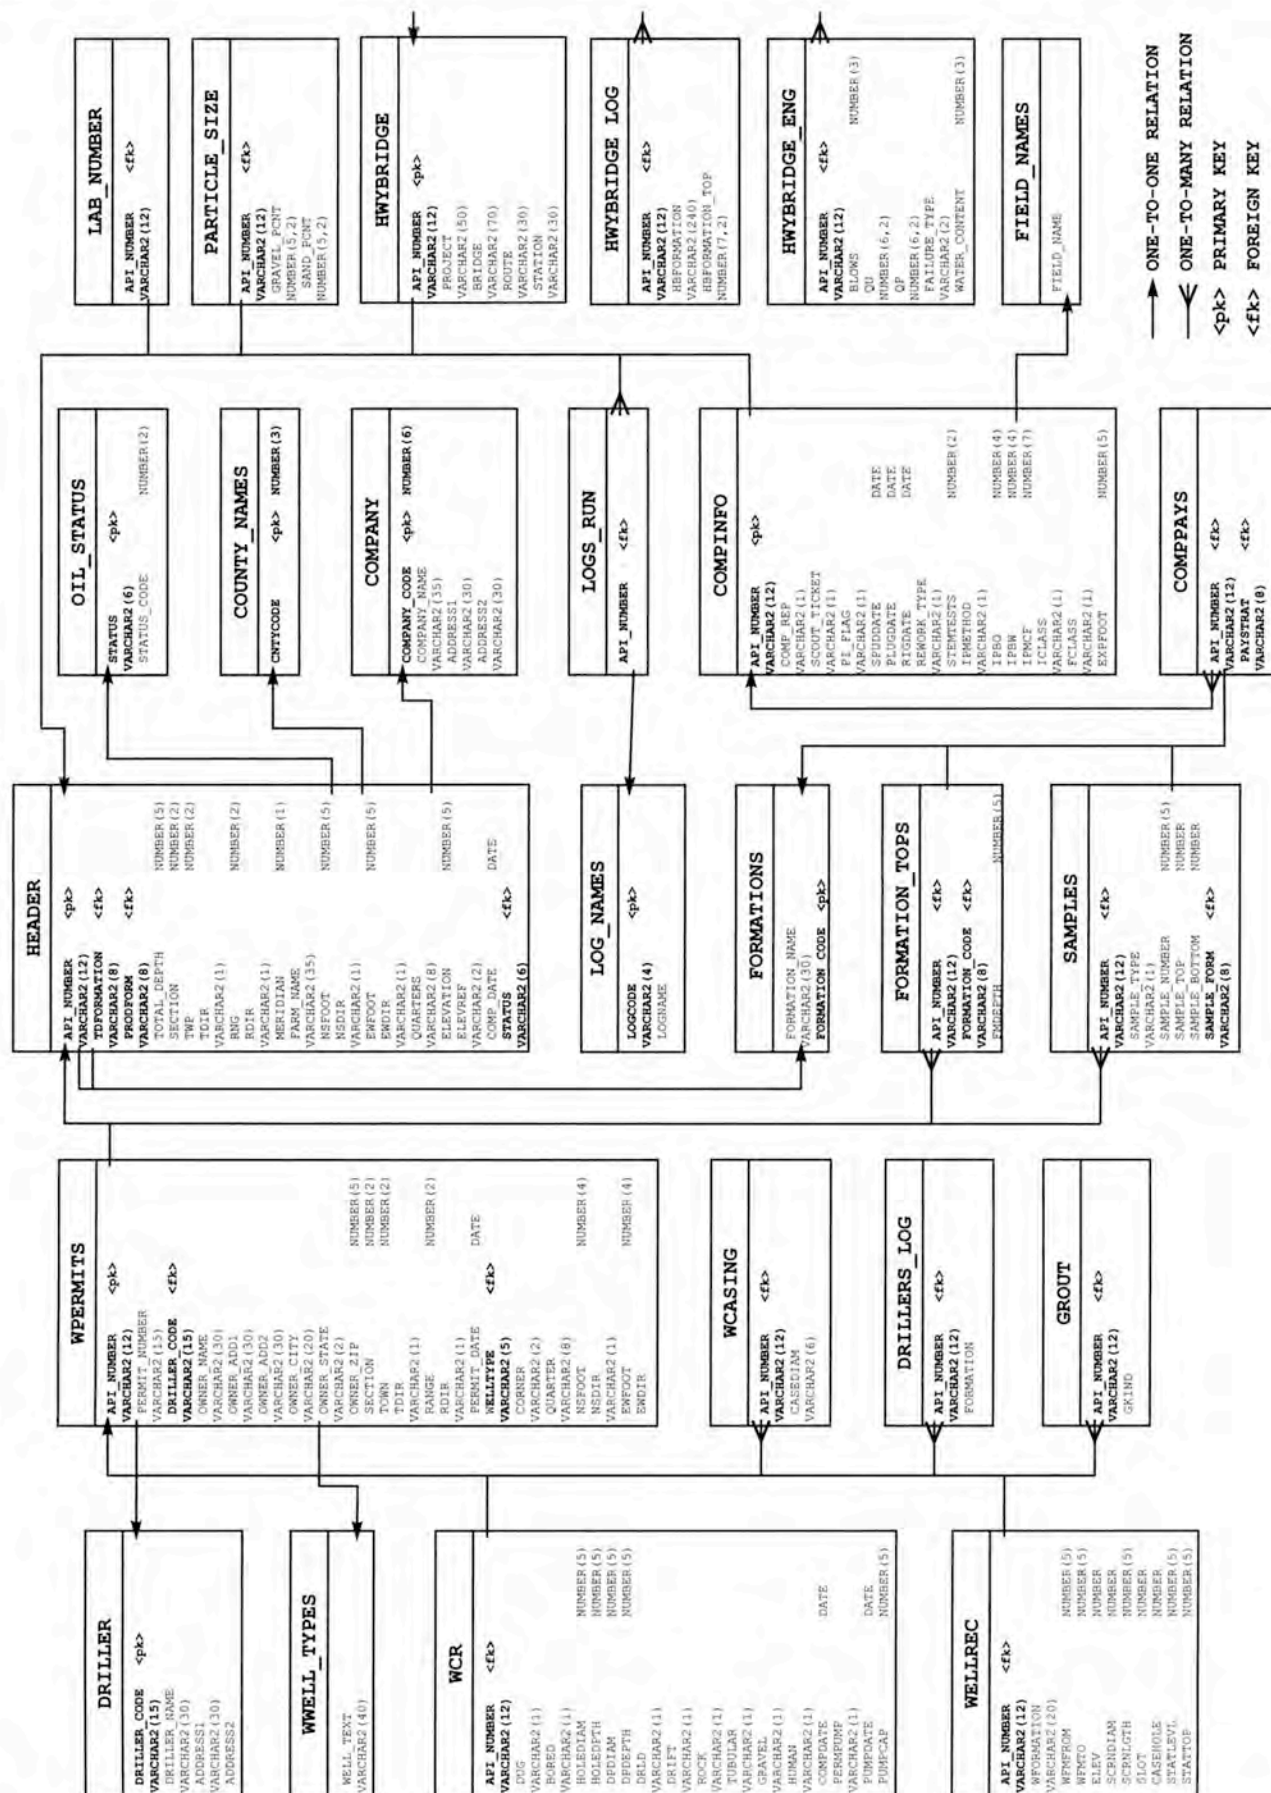 DRILLER
DRILLER_CODE <pk>
VARCHAR2(15)
DRILLER_NAME
VARCHAR2(30)
ADDRESS1
VARCHAR2(30)
ADDRESS2
WWELL_TYPES
WELL TEXT
VARCHAR2(40)
WCR
API_NUMBER <fk>
VARCHAR2(12)
DUG
VARCHAR2(1)
BORED
VARCHAR2(1)
HOLEDIAM NUMBER(5)
HOLEDPTH NUMBER(5)
DPDIAM NUMBER(5)
DPDEPTH NUMBER(5)
DRLD
VARCHAR2(1)
DRIFT
VARCHAR2(1)
ROCK
VARCHAR2(1)
TUBULAR
VARCHAR2(1)
GRAVEL
VARCHAR2(1)
HUMAN
VARCHAR2(1)
COMPDATE DATE
PERMPUMP
VARCHAR2(1)
PUMPDATE DATE
PUMPCAP NUMBER(5)
WELLREC
API_NUMBER <fk>
VARCHAR2(12)
WFORMATION
VARCHAR2(20)
WFMFROM NUMBER(5)
WFMTO NUMBER(5)
ELEV NUMBER
SCRNDIAM NUMBER
SCRNLGTH NUMBER(5)
SLOT NUMBER
CASEHOLE NUMBER
STATLEVL NUMBER(5)
STATTOP NUMBER(5)
WPERMITS
API_NUMBER <pk>
VARCHAR2(12)
PERMIT_NUMBER
VARCHAR2(15)
DRILLER_CODE <fk>
VARCHAR2(15)
OWNER_NAME
VARCHAR2(30)
OWNER_ADD1
VARCHAR2(30)
OWNER_ADD2
VARCHAR2(30)
OWNER_CITY
VARCHAR2(20)
OWNER_STATE
VARCHAR2(2)
OWNER_ZIP NUMBER(5)
SECTION NUMBER(2)
TOWN NUMBER(2)
TDIR
VARCHAR2(1)
RANGE NUMBER(2)
RDIR
VARCHAR2(1)
PERMIT_DATE DATE
WELLTYPE <fk>
VARCHAR2(5)
CORNER
VARCHAR2(2)
QUARTER
VARCHAR2(8)
NSFOOT NUMBER(4)
NSDIR
VARCHAR2(1)
EWFOOT NUMBER(4)
EWDIR
WCASING
API_NUMBER <fk>
VARCHAR2(12)
CASEDIAM
VARCHAR2(6)
DRILLERS_LOG
API_NUMBER <fk>
VARCHAR2(12)
FORMATION
GROUT
API_NUMBER <fk>
VARCHAR2(12)
GKIND
HEADER
API_NUMBER <pk>
VARCHAR2(12)
TDFORMATION <fk>
VARCHAR2(8)
PRODFORM <fk>
VARCHAR2(8)
TOTAL_DEPTH NUMBER(5)
SECTION NUMBER(2)
TWP NUMBER(2)
TDIR
VARCHAR2(1)
RNG NUMBER(2)
RDIR
VARCHAR2(1)
MERIDIAN NUMBER(1)
FARM_NAME
VARCHAR2(35)
NSFOOT NUMBER(5)
NSDIR
VARCHAR2(1)
EWFOOT NUMBER(5)
EWDIR
VARCHAR2(1)
QUARTERS
VARCHAR2(8)
ELEVATION NUMBER(5)
ELEVREF
VARCHAR2(2)
COMP_DATE DATE
STATUS <fk>
VARCHAR2(6)
LOG_NAMES
LOGCODE <pk>
VARCHAR2(4)
LOGNAME
FORMATIONS
FORMATION_NAME
VARCHAR2(30)
FORMATION CODE <pk>
FORMATION_TOPS
API_NUMBER <fk>
VARCHAR2(12)
FORMATION_CODE <fk>
VARCHAR2(8)
FMDEPTH NUMBER(5)
SAMPLES
API_NUMBER <fk>
VARCHAR2(12)
SAMPLE_TYPE
VARCHAR2(1)
SAMPLE_NUMBER NUMBER(5)
SAMPLE_TOP NUMBER
SAMPLE_BOTTOM NUMBER
SAMPLE_FORM <fk>
VARCHAR2(8)
OIL_STATUS
STATUS <pk>
VARCHAR2(6)
STATUS_CODE NUMBER(2)
COUNTY_NAMES
CNTYCODE <pk> NUMBER(3)
COMPANY
COMPANY_CODE <pk> NUMBER(6)
COMPANY_NAME
VARCHAR2(35)
ADDRESS1
VARCHAR2(30)
ADDRESS2
VARCHAR2(30)
LOGS_RUN
API_NUMBER <fk>
COMPINFO
API_NUMBER <pk>
VARCHAR2(12)
COMP_REP
VARCHAR2(1)
SCOUT_TICKET
VARCHAR2(1)
PI_FLAG
VARCHAR2(1)
SPUDDATE DATE
PLUGDATE DATE
RIGDATE DATE
REWORK_TYPE
VARCHAR2(1)
STEMTESTS NUMBER(2)
IPMETHOD
VARCHAR2(1)
IPBO NUMBER(4)
IPBW NUMBER(4)
IPMCF NUMBER(7)
ICLASS
VARCHAR2(1)
FCLASS
VARCHAR2(1)
EXPFOOT NUMBER(5)
COMPPAYS
API_NUMBER <fk>
VARCHAR2(12)
PAYSTRAT <fk>
VARCHAR2(8)
LAB_NUMBER
API_NUMBER <fk>
VARCHAR2(12)
PARTICLE_SIZE
API_NUMBER <fk>
VARCHAR2(12)
GRAVEL_PCNT
NUMBER(5,2)
SAND_PCNT
NUMBER(5,2)
HWYBRIDGE
API_NUMBER <pk>
VARCHAR2(12)
PROJECT
VARCHAR2(50)
BRIDGE
VARCHAR2(70)
ROUTE
VARCHAR2(30)
STATION
VARCHAR2(30)
HWYBRIDGE LOG
API_NUMBER <fk>
VARCHAR2(12)
HBFORMATION
VARCHAR2(240)
HBFORMATION_TOP
NUMBER(7,2)
HWYBRIDGE_ENG
API_NUMBER <fk>
VARCHAR2(12)
BLOWS NUMBER(3)
QU
NUMBER(6,2)
QP
NUMBER(6,2)
FAILURE_TYPE
VARCHAR2(2)
WATER_CONTENT NUMBER(3)
FIELD_NAMES
FIELD_NAME
ONE-TO-ONE RELATION
ONE-TO-MANY RELATION
<pk> PRIMARY KEY
<fk> FOREIGN KEY